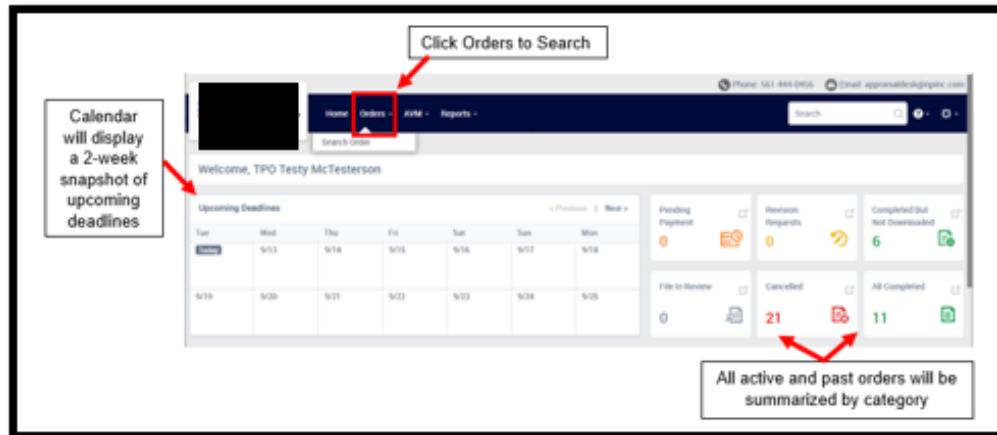 Click Orders to Search
Phone: 561-444-0456 Email:
Home Orders AVM Reports
Search
Search Order
Calendar
will display
a 2-week
snapshot of
upcoming
deadlines
Welcome, TPO Testy McTesterson
Upcoming Deadlines
« Previous | Next »
Tue Wed Thu Fri Sat Sun Mon
Today 9/13 9/14 9/15 9/16 9/17 9/18
9/19 9/20 9/21 9/22 9/23 9/24 9/25
Pending
Payment
0
Revision
Requests
0
Completed But
Not Downloaded
6
File In Review
0
Cancelled
21
All Completed
11
All active and past orders will be
summarized by category